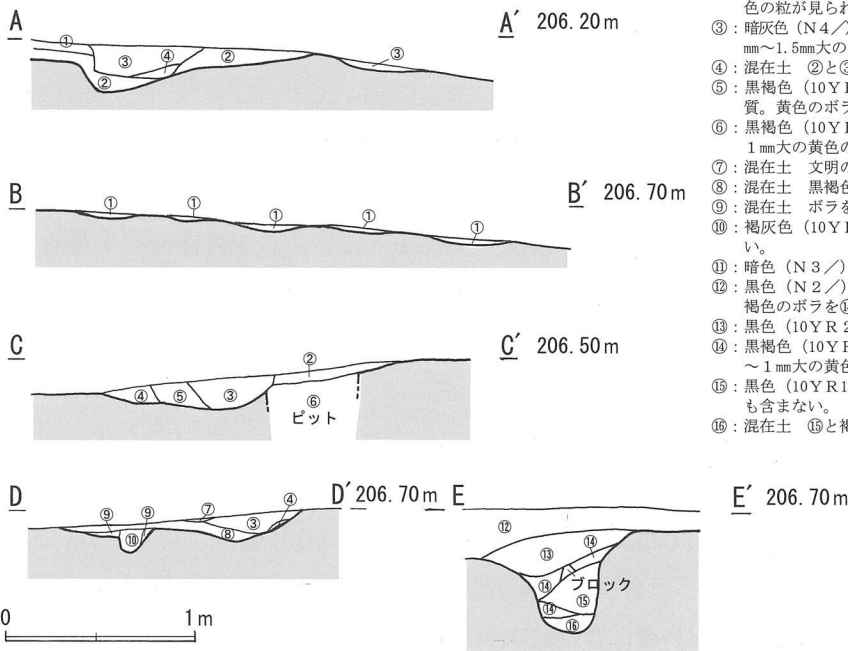 A A′ 206.20m
① ③ ④ ② ② ③
B B′ 206.70m
① ① ① ① ①
C C′ 206.50m
④ ⑤ ③ ② ⑥
ピット
D D′ 206.70m
⑨ ⑩ ⑨ ⑦ ⑧ ③ ④
E E′ 206.70m
⑫ ⑬ ⑭ ⑭ ⑮ ⑭ ⑯
ブロック
0 1m
色の粒が見られ
③：暗灰色（N４／）
㎜～1.5㎜大の
④：混在土 ②と③
⑤：黒褐色（10ＹＲ
質。黄色のボラ
⑥：黒褐色（10ＹＲ
１㎜大の黄色の
⑦：混在土 文明の
⑧：混在土 黒褐色
⑨：混在土 ボラを
⑩：褐灰色（10ＹＲ
い。
⑪：暗色（Ｎ３／）
⑫：黒色（Ｎ２／）
褐色のボラを⑭
⑬：黒色（10ＹＲ２
⑭：黒褐色（10ＹＲ
～１㎜大の黄色
⑮：黒色（10ＹＲ１
も含まない。
⑯：混在土 ⑮と褐